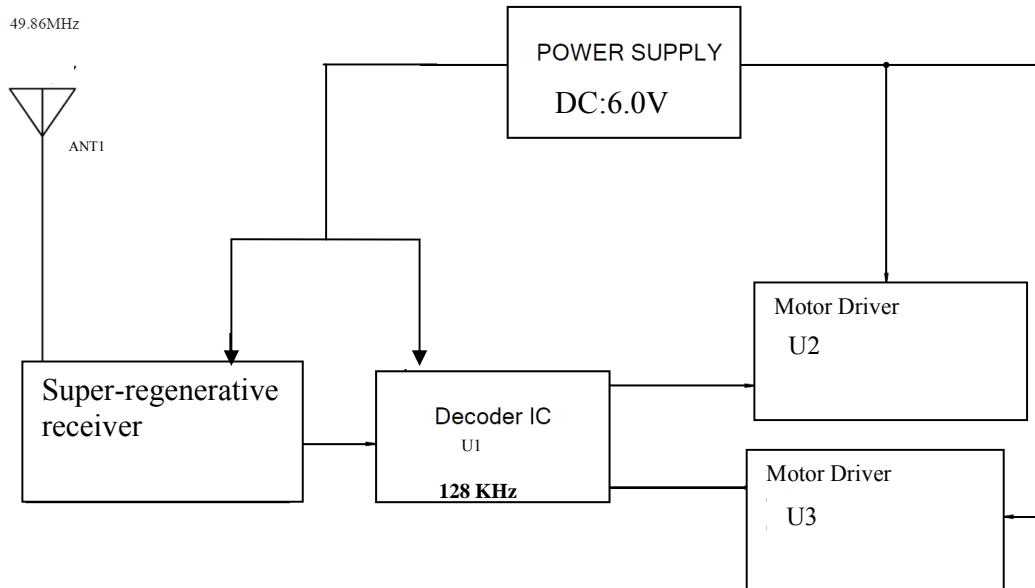 49.86MHz
POWER SUPPLY
DC:6.0V
ANT1
Motor Driver
U2
Super-regenerative
receiver
Decoder IC
U1
128 KHz
Motor Driver
U3